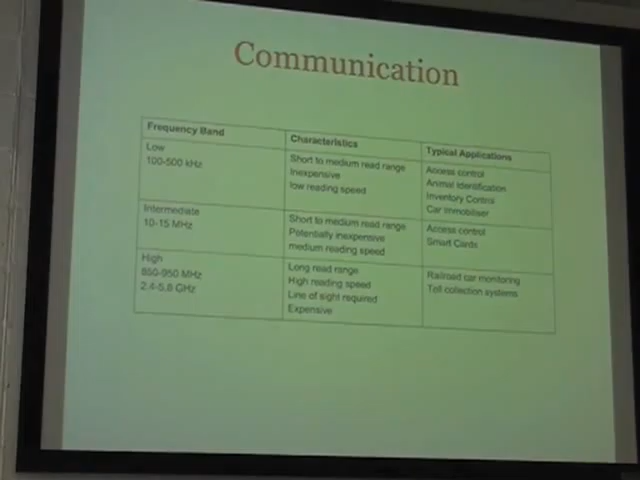 Communication
Frequency Band
Characteristics
Typical Applications
Low
100-500 kHz
Short to medium read range
Inexpensive
low reading speed
Access control
Animal Identification
Inventory Control
Car Immobiliser
Intermediate
10-15 MHz
Short to medium read range
Potentially inexpensive
medium reading speed
Access control
Smart Cards
High
850-950 MHz
2.4-5.8 GHz
Long read range
High reading speed
Line of sight required
Expensive
Railroad car monitoring
Toll collection systems